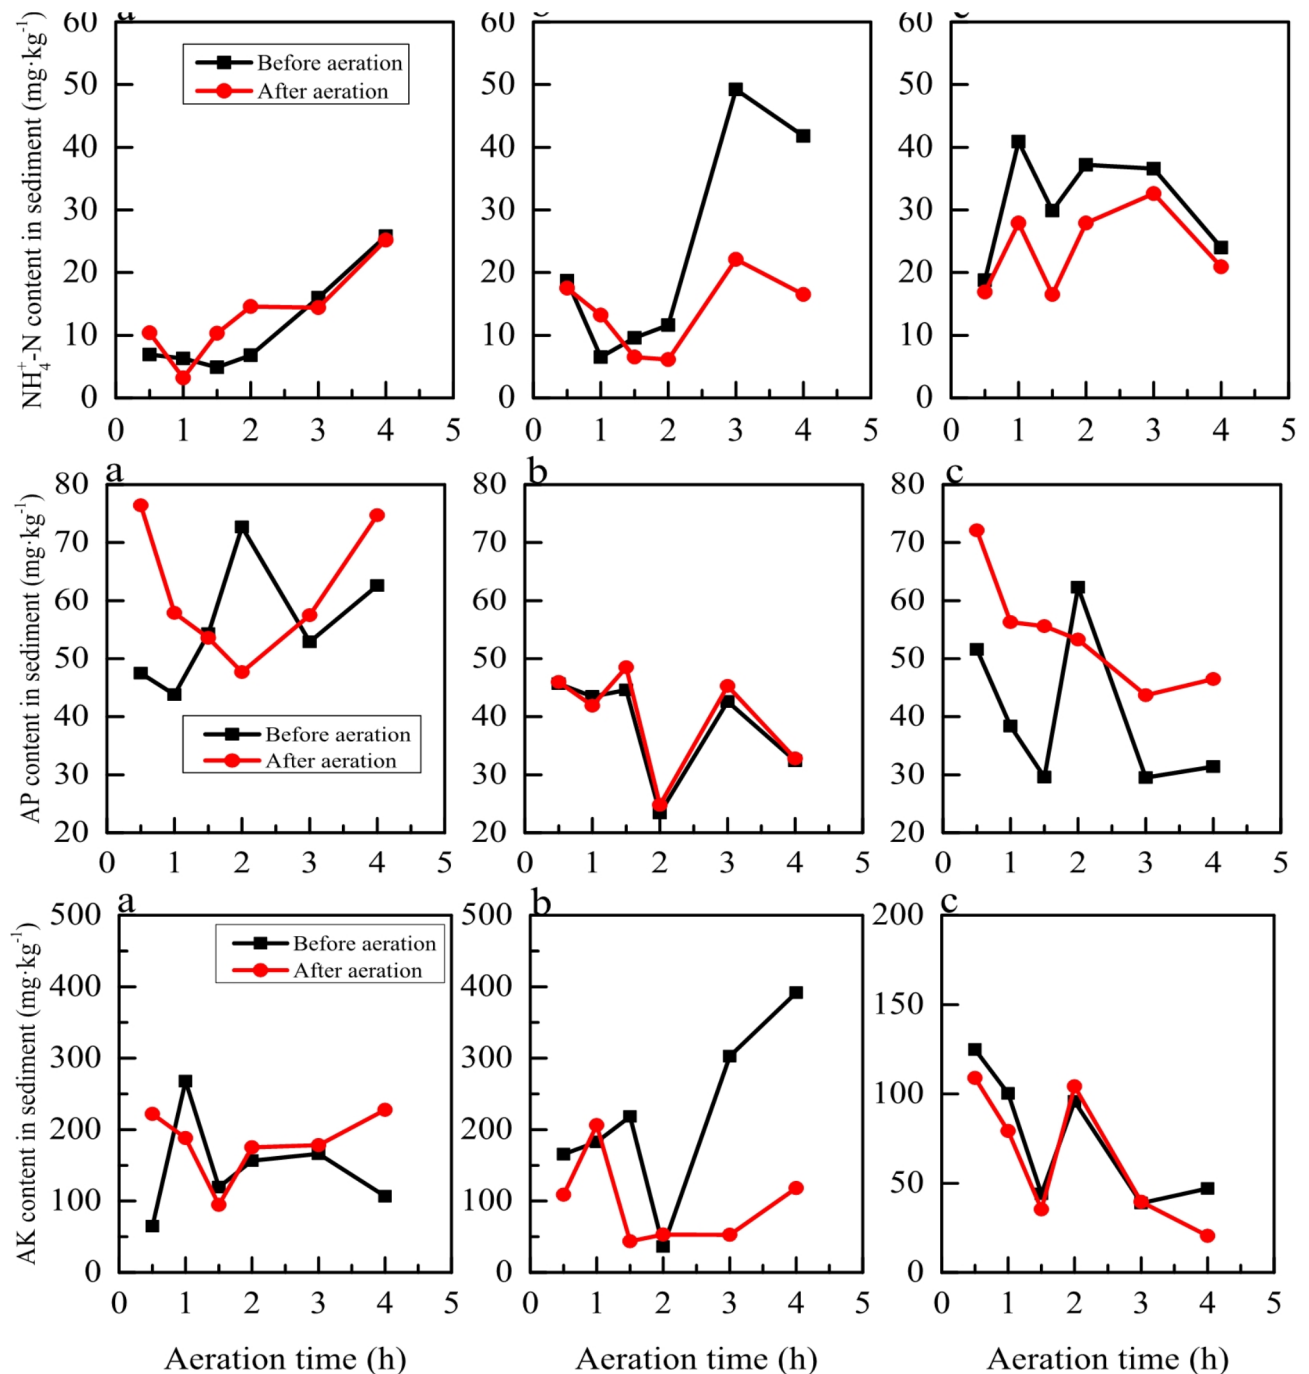 a b c
NH₄⁺-N content in sediment (mg·kg⁻¹)
60 50 40 30 20 10 0
Before aeration
After aeration
0 1 2 3 4 5
60 50 40 30 20 10 0
0 1 2 3 4 5
60 50 40 30 20 10 0
0 1 2 3 4 5
a b c
AP content in sediment (mg·kg⁻¹)
80 70 60 50 40 30 20
Before aeration
After aeration
0 1 2 3 4 5
80 70 60 50 40 30 20
0 1 2 3 4 5
80 70 60 50 40 30 20
0 1 2 3 4 5
a b c
AK content in sediment (mg·kg⁻¹)
500 400 300 200 100 0
Before aeration
After aeration
0 1 2 3 4 5
500 400 300 200 100 0
0 1 2 3 4 5
200 150 100 50 0
0 1 2 3 4 5
Aeration time (h) Aeration time (h) Aeration time (h)